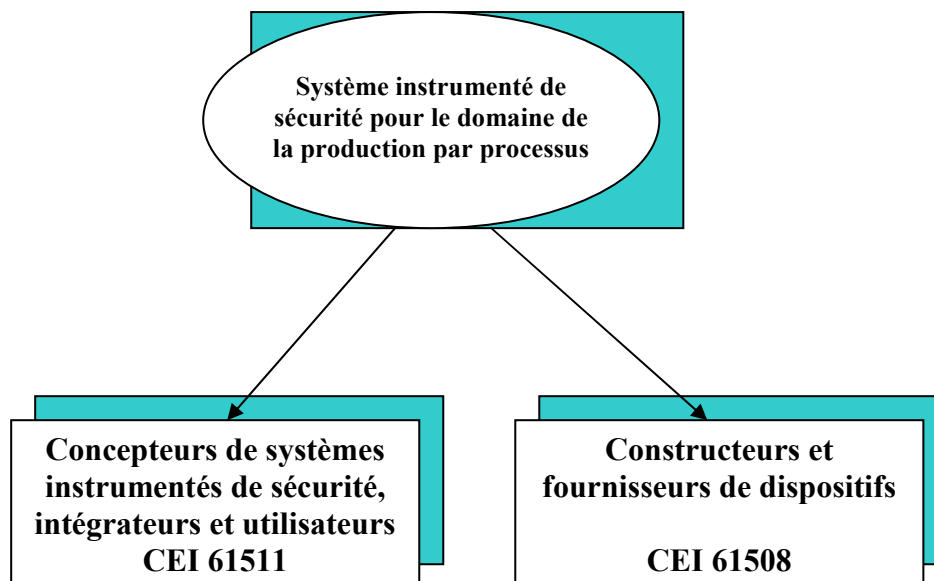 Système instrumenté de
sécurité pour le domaine de
la production par processus
Concepteurs de systèmes
instrumentés de sécurité,
intégrateurs et utilisateurs
CEI 61511
Constructeurs et
fournisseurs de dispositifs
CEI 61508